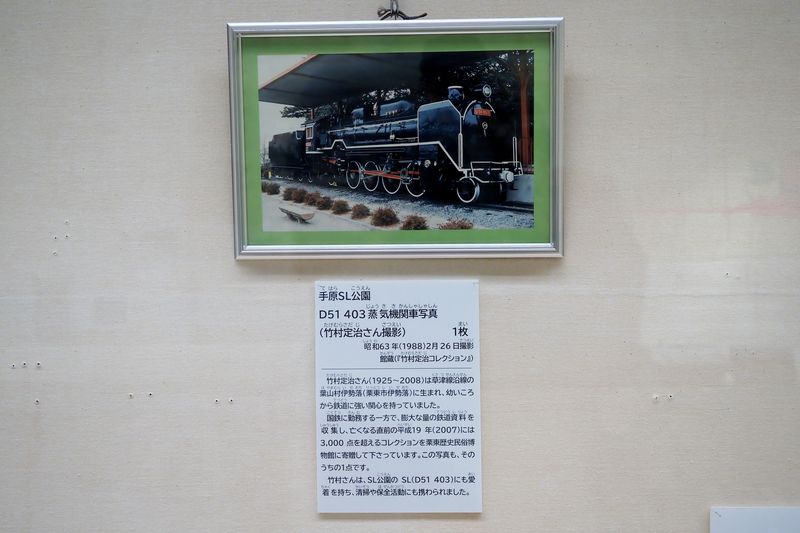 手原SL公園
D51 403 蒸気機関車写真
(竹村定治さん撮影) 1枚
昭和63年(1988)2月26日撮影
館蔵(『竹村定治コレクション』)
竹村定治さん(1925～2008)は草津線沿線の
葉山村伊勢落(栗東市伊勢落)に生まれ、幼いころ
から鉄道に強い関心を持っていました。
国鉄に勤務する一方で、膨大な量の鉄道資料を
収集し、亡くなる直前の平成19年(2007)には
3,000点を超えるコレクションを栗東歴史民俗博
物館に寄贈して下さっています。この写真も、その
うちの1点です。
竹村さんは、SL公園のSL(D51 403)にも愛
着を持ち、清掃や保全活動にも携わられました。